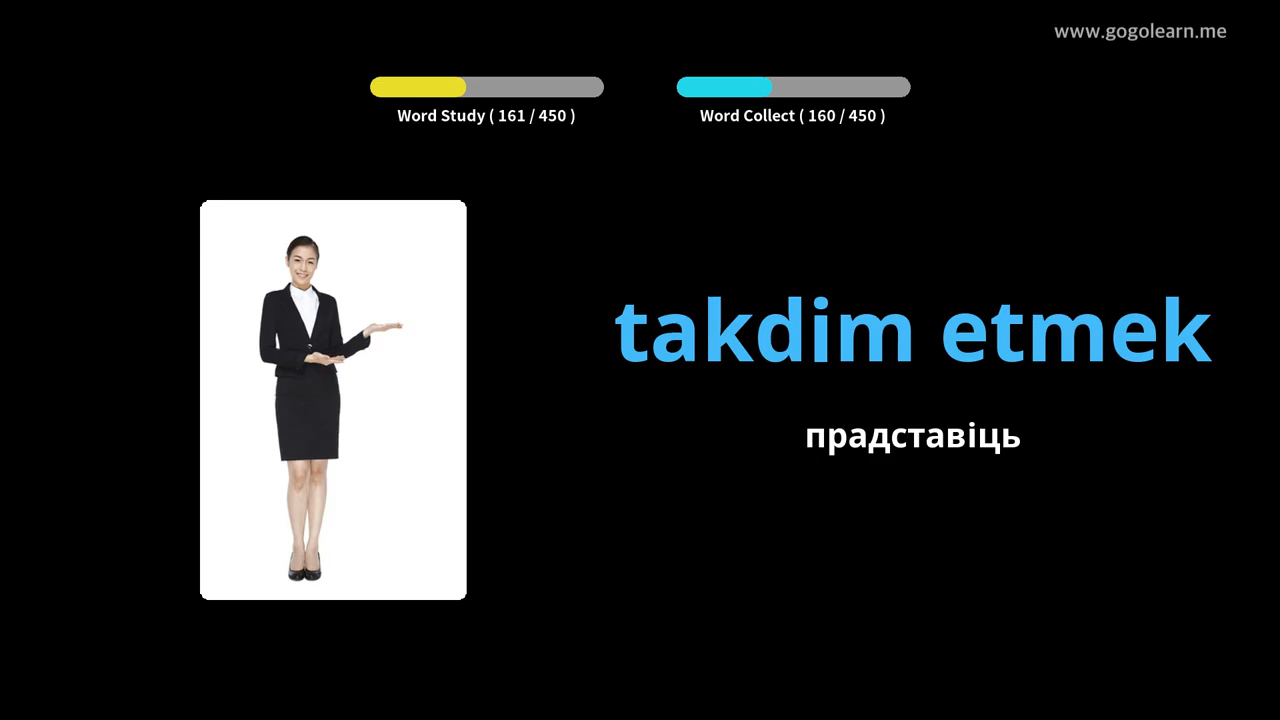 www.gogolearn.me
Word Study ( 161 / 450 )
Word Collect ( 160 / 450 )
takdim etmek
прадставіць